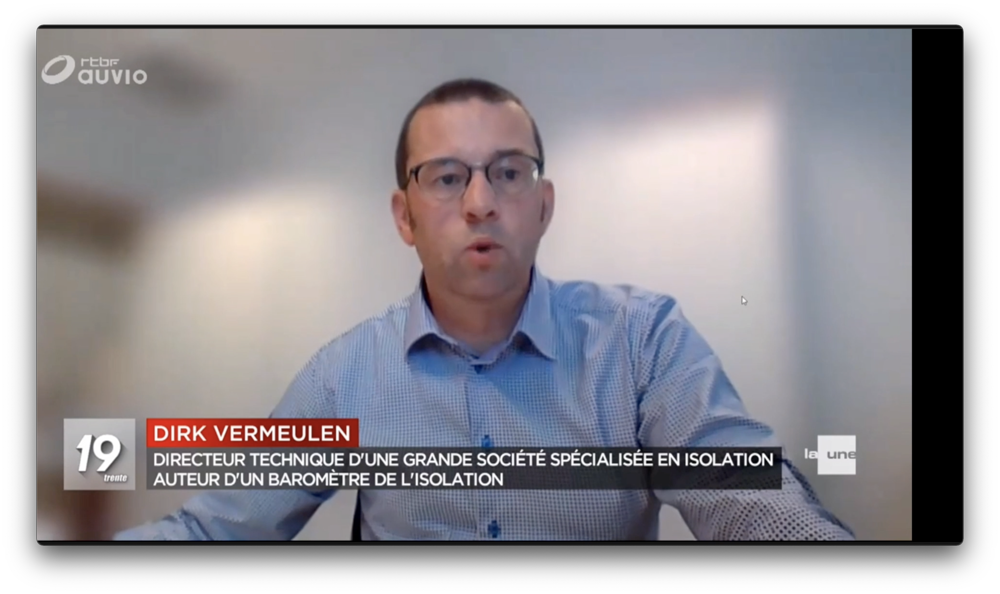 rtbf
auvio
DIRK VERMEULEN
19
trente
DIRECTEUR TECHNIQUE D'UNE GRANDE SOCIÉTÉ SPÉCIALISÉE EN ISOLATION
AUTEUR D'UN BAROMÈTRE DE L'ISOLATION
la une